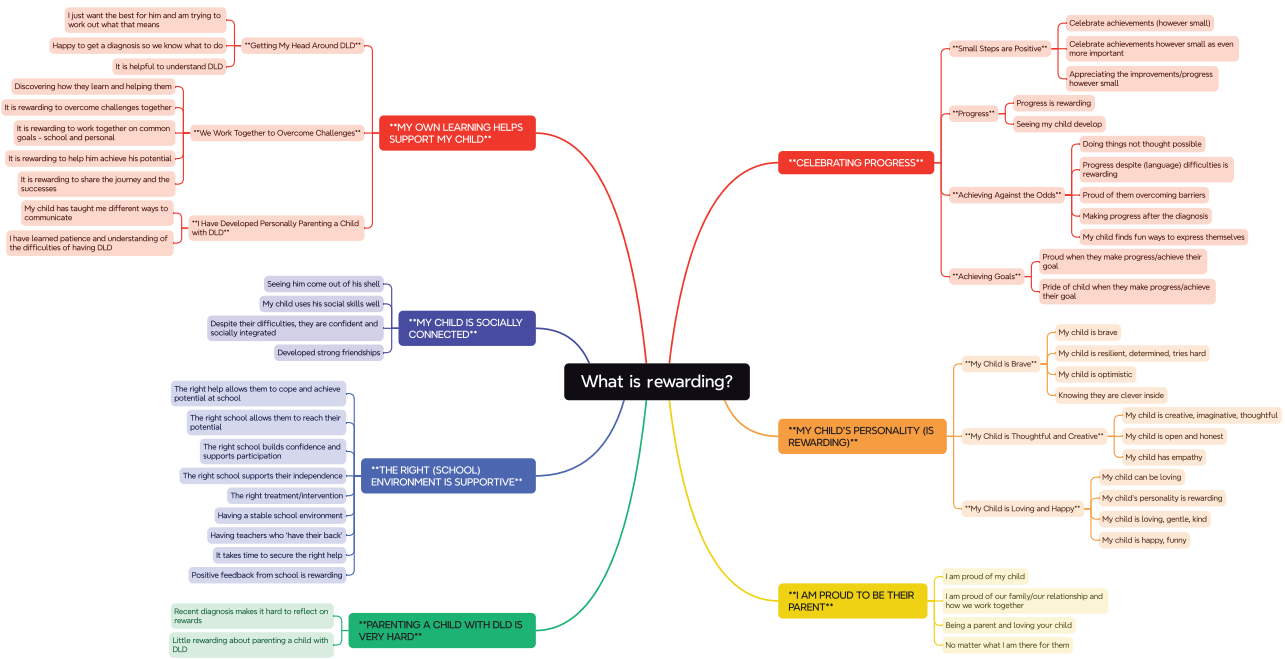 What is rewarding?
**MY OWN LEARNING HELPS
SUPPORT MY CHILD**
**Getting My Head Around DLD**
I just want the best for him and am trying to
work out what that means
Happy to get a diagnosis so we know what to do
It is helpful to understand DLD
**We Work Together to Overcome Challenges**
Discovering how they learn and helping them
It is rewarding to overcome challenges together
It is rewarding to work together on common
goals - school and personal
It is rewarding to help him achieve his potential
It is rewarding to share the journey and the
successes
**I Have Developed Personally Parenting a Child
with DLD**
My child has taught me different ways to
communicate
I have learned patience and understanding of
the difficulties of having DLD
**MY CHILD IS SOCIALLY
CONNECTED**
Seeing him come out of his shell
My child uses his social skills well
Despite their difficulties, they are confident and
socially integrated
Developed strong friendships
**THE RIGHT (SCHOOL)
ENVIRONMENT IS SUPPORTIVE**
The right help allows them to cope and achieve
potential at school
The right school allows them to reach their
potential
The right school builds confidence and
supports participation
The right school supports their independence
The right treatment/intervention
Having a stable school environment
Having teachers who 'have their back'
It takes time to secure the right help
Positive feedback from school is rewarding
**PARENTING A CHILD WITH DLD IS
VERY HARD**
Recent diagnosis makes it hard to reflect on
rewards
Little rewarding about parenting a child with
DLD
**CELEBRATING PROGRESS**
**Small Steps are Positive**
Celebrate achievements (however small)
Celebrate achievements however small as even
more important
Appreciating the improvements/progress
however small
**Progress**
Progress is rewarding
Seeing my child develop
**Achieving Against the Odds**
Doing things not thought possible
Progress despite (language) difficulties is
rewarding
Proud of them overcoming barriers
Making progress after the diagnosis
My child finds fun ways to express themselves
**Achieving Goals**
Proud when they make progress/achieve their
goal
Pride of child when they make progress/achieve
their goal
**MY CHILD'S PERSONALITY (IS
REWARDING)**
**My Child is Brave**
My child is brave
My child is resilient, determined, tries hard
My child is optimistic
Knowing they are clever inside
**My Child is Thoughtful and Creative**
My child is creative, imaginative, thoughtful
My child is open and honest
My child has empathy
**My Child is Loving and Happy**
My child can be loving
My child's personality is rewarding
My child is loving, gentle, kind
My child is happy, funny
**I AM PROUD TO BE THEIR
PARENT**
I am proud of my child
I am proud of our family/our relationship and
how we work together
Being a parent and loving your child
No matter what I am there for them